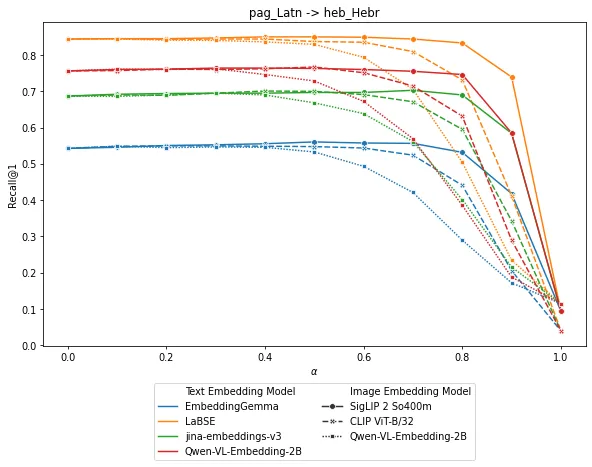 pag_Latn -> heb_Hebr
Recall@1
0.8
0.7
0.6
0.5
0.4
0.3
0.2
0.1
0.0
0.0 0.2 0.4 0.6 0.8 1.0
α
Text Embedding Model Image Embedding Model
EmbeddingGemma SigLIP 2 So400m
LaBSE CLIP ViT-B/32
jina-embeddings-v3 Qwen-VL-Embedding-2B
Qwen-VL-Embedding-2B